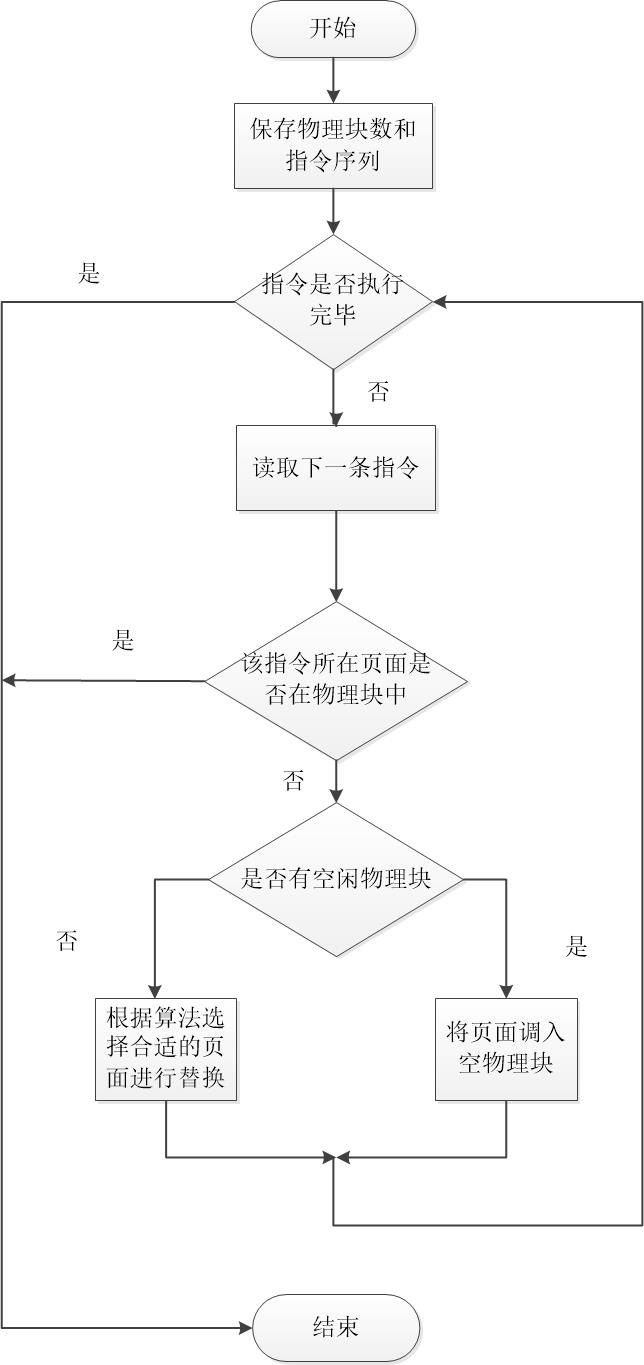 开始
保存物理块数和
指令序列
是
指令是否执行
完毕
否
读取下一条指令
是
该指令所在页面是
否在物理块中
否
是否有空闲物理块
否
是
根据算法选
择合适的页
面进行替换
将页面调入
空物理块
结束